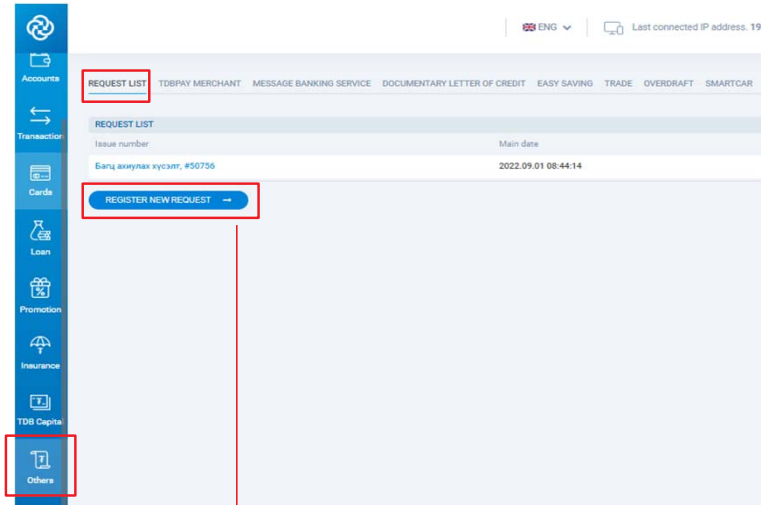 ENG
Last connected IP address. 19
Accounts
Transaction
Cards
Loan
Promotion
Insurance
TDB Capital
Others
REQUEST LIST TDBPAY MERCHANT MESSAGE BANKING SERVICE DOCUMENTARY LETTER OF CREDIT EASY SAVING TRADE OVERDRAFT SMARTCAR
REQUEST LIST
Issue number Main date
Багц ахиулах хүсэлт, #50756 2022.09.01 08:44:14
REGISTER NEW REQUEST →